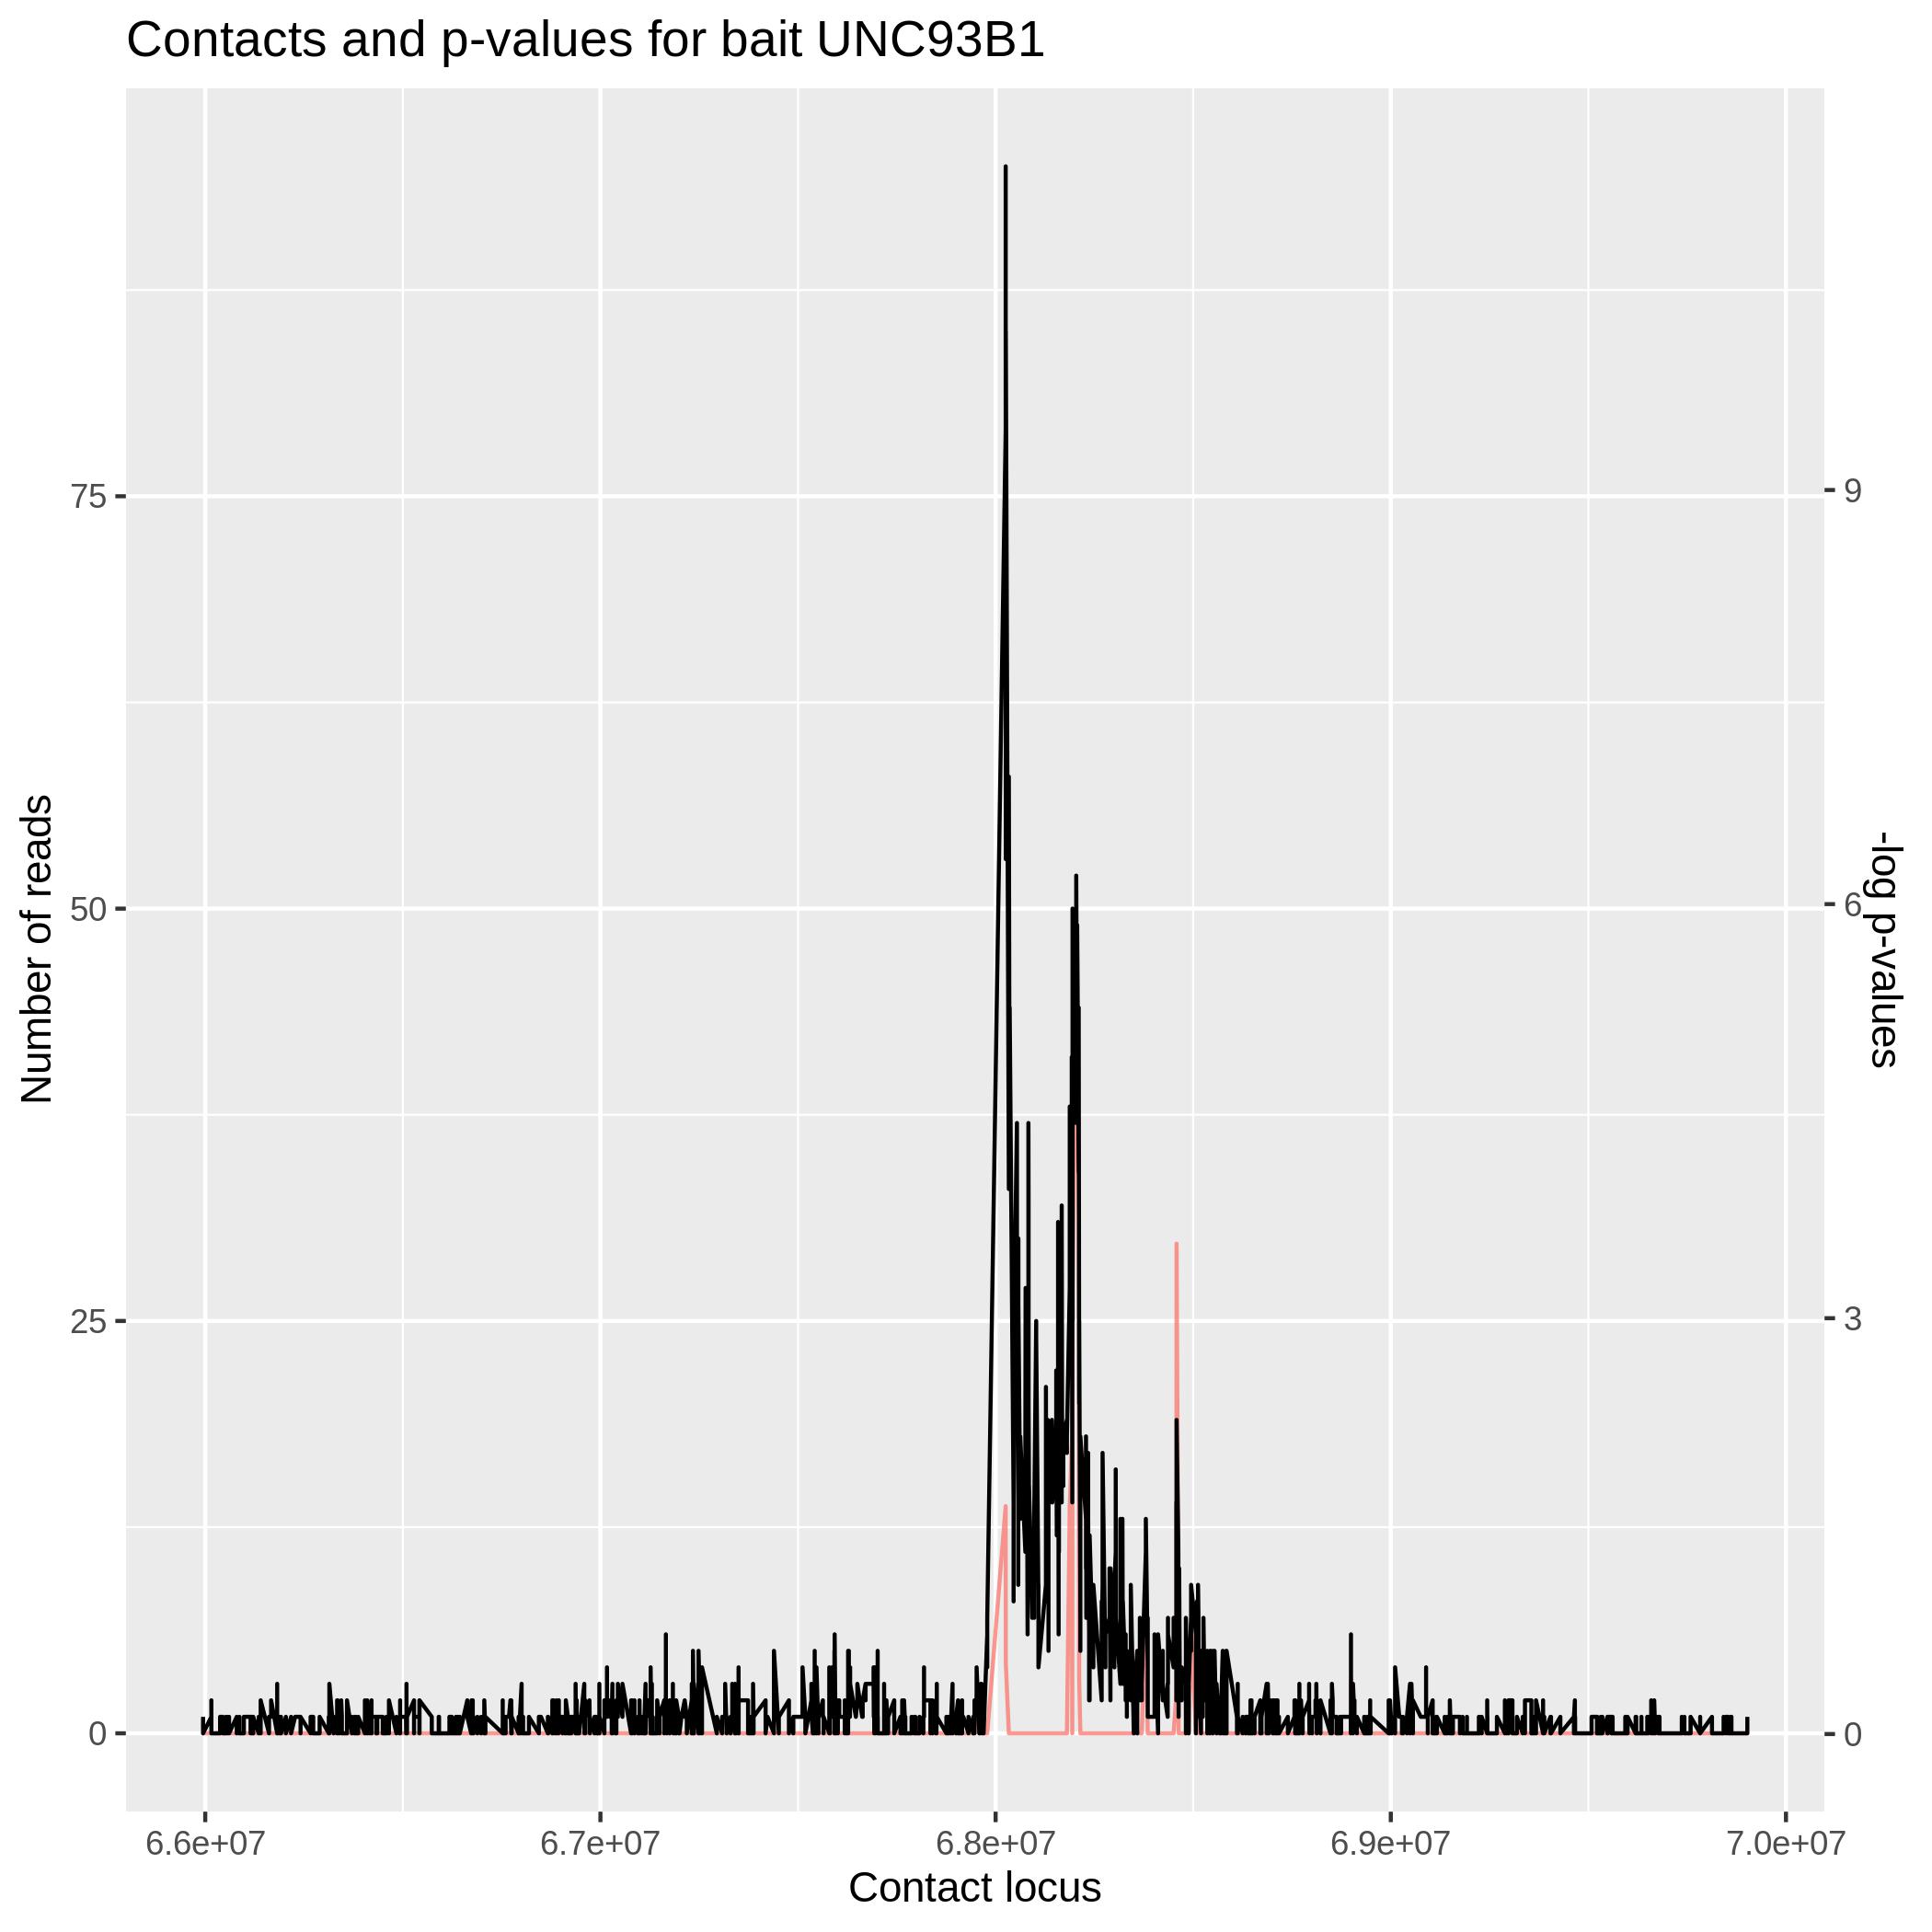 Contacts and p-values for bait UNC93B1
Number of reads
75
50
25
0
9
6
3
0
-log p-values
6.6e+07
6.7e+07
6.8e+07
6.9e+07
7.0e+07
Contact locus